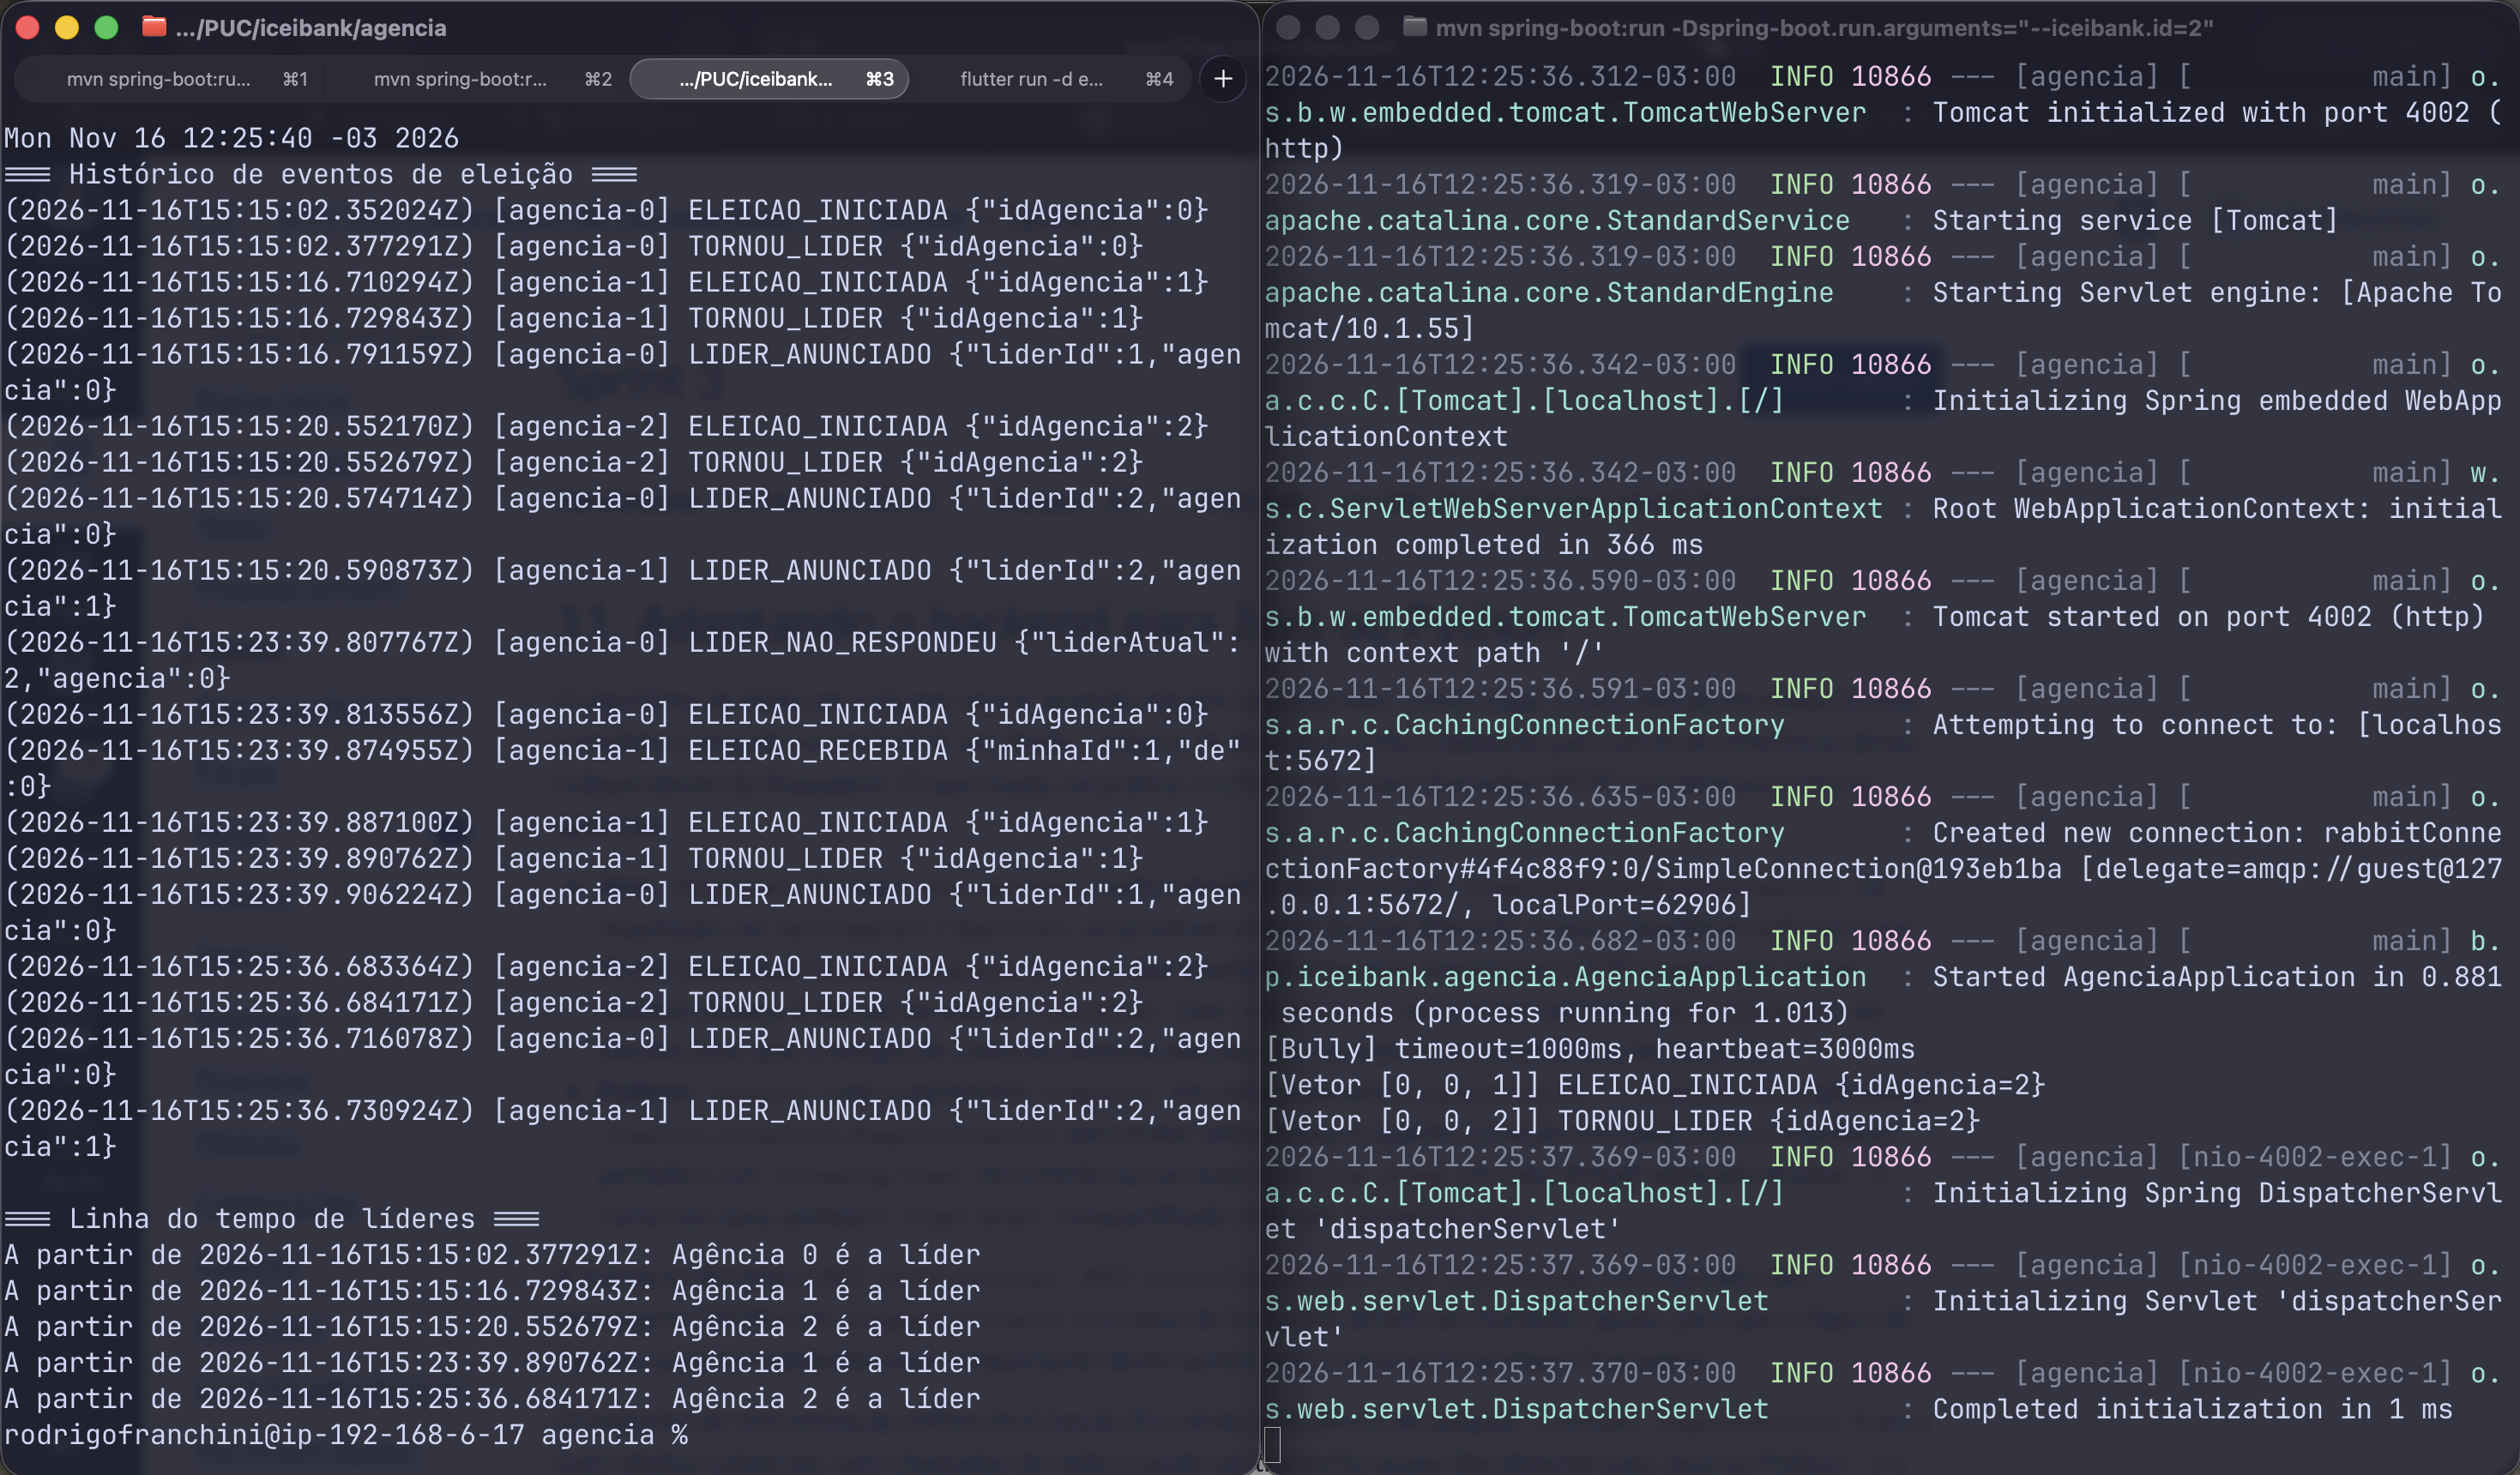 .../PUC/iceibank/agencia
mvn spring-boot:ru... ⌘1 mvn spring-boot:r... ⌘2 .../PUC/iceibank... ⌘3 flutter run -d e... ⌘4 +
Mon Nov 16 12:25:40 -03 2026
=== Histórico de eventos de eleição ===
(2026-11-16T15:15:02.352024Z) [agencia-0] ELEICAO_INICIADA {"idAgencia":0}
(2026-11-16T15:15:02.377291Z) [agencia-0] TORNOU_LIDER {"idAgencia":0}
(2026-11-16T15:15:16.710294Z) [agencia-1] ELEICAO_INICIADA {"idAgencia":1}
(2026-11-16T15:15:16.729843Z) [agencia-1] TORNOU_LIDER {"idAgencia":1}
(2026-11-16T15:15:16.791159Z) [agencia-0] LIDER_ANUNCIADO {"liderId":1,"agen
cia":0}
(2026-11-16T15:15:20.552170Z) [agencia-2] ELEICAO_INICIADA {"idAgencia":2}
(2026-11-16T15:15:20.552679Z) [agencia-2] TORNOU_LIDER {"idAgencia":2}
(2026-11-16T15:15:20.574714Z) [agencia-0] LIDER_ANUNCIADO {"liderId":2,"agen
cia":0}
(2026-11-16T15:15:20.590873Z) [agencia-1] LIDER_ANUNCIADO {"liderId":2,"agen
cia":1}
(2026-11-16T15:23:39.807767Z) [agencia-0] LIDER_NAO_RESPONDEU {"liderAtual":
2,"agencia":0}
(2026-11-16T15:23:39.813556Z) [agencia-0] ELEICAO_INICIADA {"idAgencia":0}
(2026-11-16T15:23:39.874955Z) [agencia-1] ELEICAO_RECEBIDA {"minhaId":1,"de"
:0}
(2026-11-16T15:23:39.887100Z) [agencia-1] ELEICAO_INICIADA {"idAgencia":1}
(2026-11-16T15:23:39.890762Z) [agencia-1] TORNOU_LIDER {"idAgencia":1}
(2026-11-16T15:23:39.906224Z) [agencia-0] LIDER_ANUNCIADO {"liderId":1,"agen
cia":0}
(2026-11-16T15:25:36.683364Z) [agencia-2] ELEICAO_INICIADA {"idAgencia":2}
(2026-11-16T15:25:36.684171Z) [agencia-2] TORNOU_LIDER {"idAgencia":2}
(2026-11-16T15:25:36.716078Z) [agencia-0] LIDER_ANUNCIADO {"liderId":2,"agen
cia":0}
(2026-11-16T15:25:36.730924Z) [agencia-1] LIDER_ANUNCIADO {"liderId":2,"agen
cia":1}
=== Linha do tempo de líderes ===
A partir de 2026-11-16T15:15:02.377291Z: Agência 0 é a líder
A partir de 2026-11-16T15:15:16.729843Z: Agência 1 é a líder
A partir de 2026-11-16T15:15:20.552679Z: Agência 2 é a líder
A partir de 2026-11-16T15:23:39.890762Z: Agência 1 é a líder
A partir de 2026-11-16T15:25:36.684171Z: Agência 2 é a líder
rodrigofranchini@ip-192-168-6-17 agencia %
mvn spring-boot:run -Dspring-boot.run.arguments="--iceibank.id=2"
2026-11-16T12:25:36.312-03:00  INFO 10866 --- [agencia] [           main] o.
s.b.w.embedded.tomcat.TomcatWebServer  : Tomcat initialized with port 4002 (
http)
2026-11-16T12:25:36.319-03:00  INFO 10866 --- [agencia] [           main] o.
apache.catalina.core.StandardService   : Starting service [Tomcat]
2026-11-16T12:25:36.319-03:00  INFO 10866 --- [agencia] [           main] o.
apache.catalina.core.StandardEngine    : Starting Servlet engine: [Apache To
mcat/10.1.55]
2026-11-16T12:25:36.342-03:00  INFO 10866 --- [agencia] [           main] o.
a.c.c.C.[Tomcat].[localhost].[/]       : Initializing Spring embedded WebApp
licationContext
2026-11-16T12:25:36.342-03:00  INFO 10866 --- [agencia] [           main] w.
s.c.ServletWebServerApplicationContext : Root WebApplicationContext: initial
ization completed in 366 ms
2026-11-16T12:25:36.590-03:00  INFO 10866 --- [agencia] [           main] o.
s.b.w.embedded.tomcat.TomcatWebServer  : Tomcat started on port 4002 (http)
with context path '/'
2026-11-16T12:25:36.591-03:00  INFO 10866 --- [agencia] [           main] o.
s.a.r.c.CachingConnectionFactory       : Attempting to connect to: [localhos
t:5672]
2026-11-16T12:25:36.635-03:00  INFO 10866 --- [agencia] [           main] o.
s.a.r.c.CachingConnectionFactory       : Created new connection: rabbitConne
ctionFactory#4f4c88f9:0/SimpleConnection@193eb1ba [delegate=amqp://guest@127
.0.0.1:5672/, localPort=62906]
2026-11-16T12:25:36.682-03:00  INFO 10866 --- [agencia] [           main] b.
p.iceibank.agencia.AgenciaApplication  : Started AgenciaApplication in 0.881
 seconds (process running for 1.013)
[Bully] timeout=1000ms, heartbeat=3000ms
[Vetor [0, 0, 1]] ELEICAO_INICIADA {idAgencia=2}
[Vetor [0, 0, 2]] TORNOU_LIDER {idAgencia=2}
2026-11-16T12:25:37.369-03:00  INFO 10866 --- [agencia] [nio-4002-exec-1] o.
a.c.c.C.[Tomcat].[localhost].[/]       : Initializing Spring DispatcherServl
et 'dispatcherServlet'
2026-11-16T12:25:37.369-03:00  INFO 10866 --- [agencia] [nio-4002-exec-1] o.
s.web.servlet.DispatcherServlet        : Initializing Servlet 'dispatcherSer
vlet'
2026-11-16T12:25:37.370-03:00  INFO 10866 --- [agencia] [nio-4002-exec-1] o.
s.web.servlet.DispatcherServlet        : Completed initialization in 1 ms